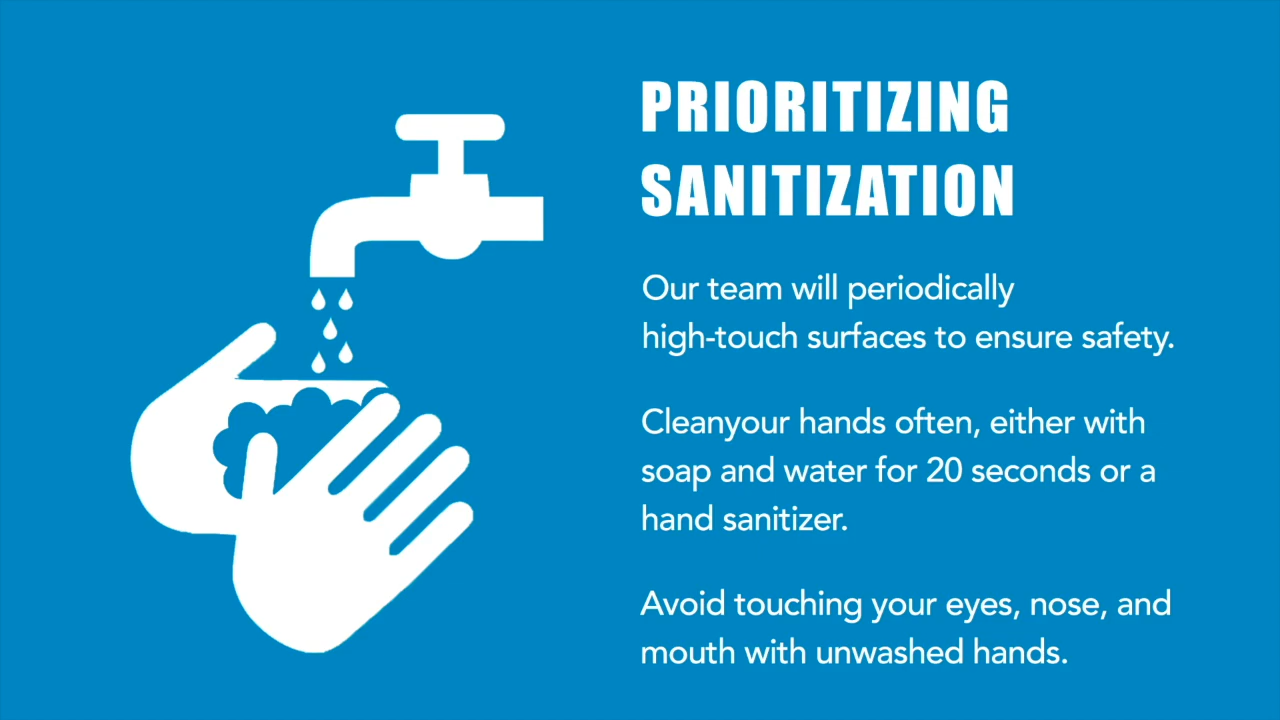 PRIORITIZING
SANITIZATION
Our team will periodically
high-touch surfaces to ensure safety.
Cleanyour hands often, either with
soap and water for 20 seconds or a
hand sanitizer.
Avoid touching your eyes, nose, and
mouth with unwashed hands.